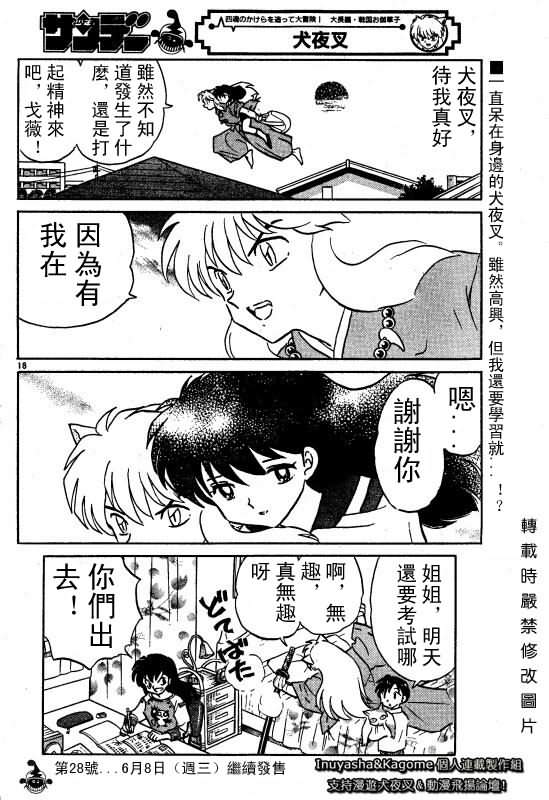 サンデー
四魂のかけらを追って大冒険!大長編・戦国お伽草子
犬夜叉
■一直呆在身邊的犬夜叉。雖然高興,但我還要學習就...!?
犬夜叉,
待我真好
雖然不知
道發生了什
麼,還是打
起精神來
吧,戈薇!
因為有
我在
18
嗯...
謝謝你
轉載時嚴禁修改圖片
姐姐,明天
還要考試哪
啊,無
趣,
真無趣
呀
どてばた
你們出
去!
第28號...6月8日(週三)繼續發售
Inuyasha&Kagome 個人連載製作組
支持漫遊犬夜叉&動漫飛揚論壇!